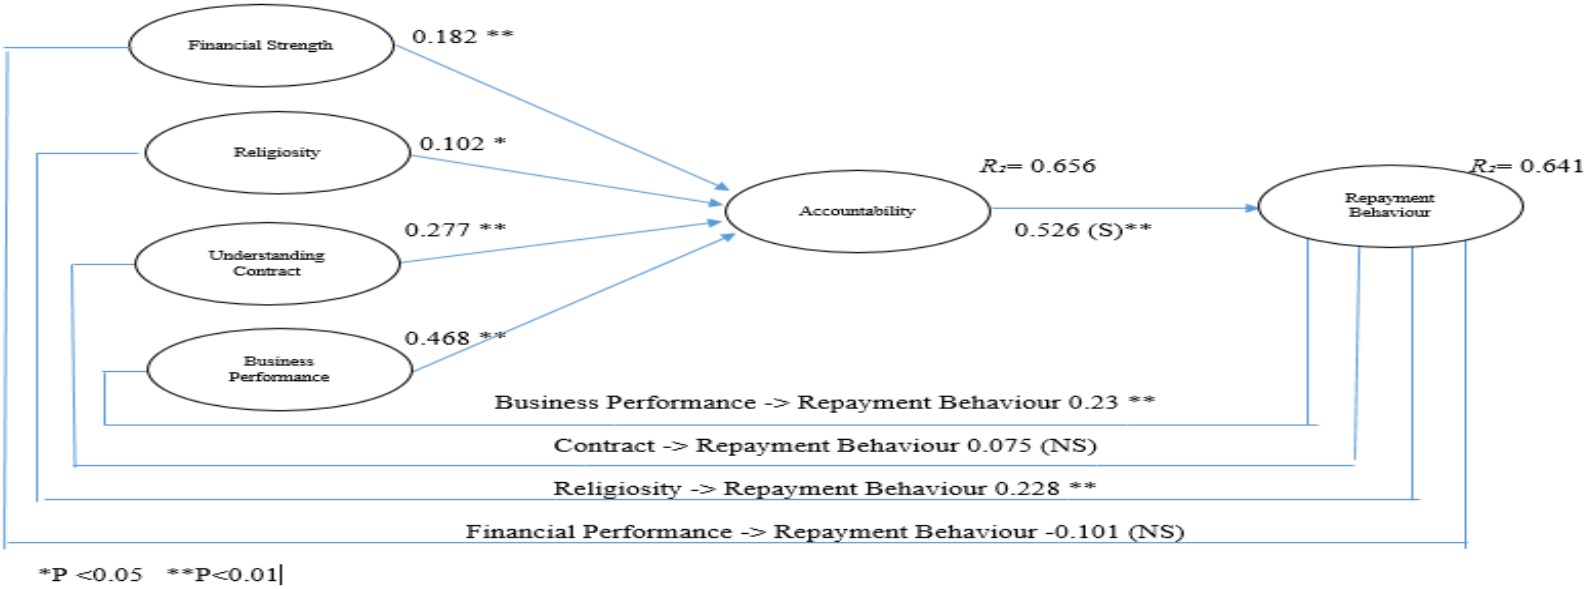 Financial Strength
0.182 **
Religiosity
0.102 *
Understanding
Contract
0.277 **
Business
Performance
0.468 **
Accountability
R₂= 0.656
0.526 (S)**
Repayment
Behaviour
R₂= 0.641
Business Performance -> Repayment Behaviour 0.23 **
Contract -> Repayment Behaviour 0.075 (NS)
Religiosity -> Repayment Behaviour 0.228 **
Financial Performance -> Repayment Behaviour -0.101 (NS)
*P <0.05 **P<0.01